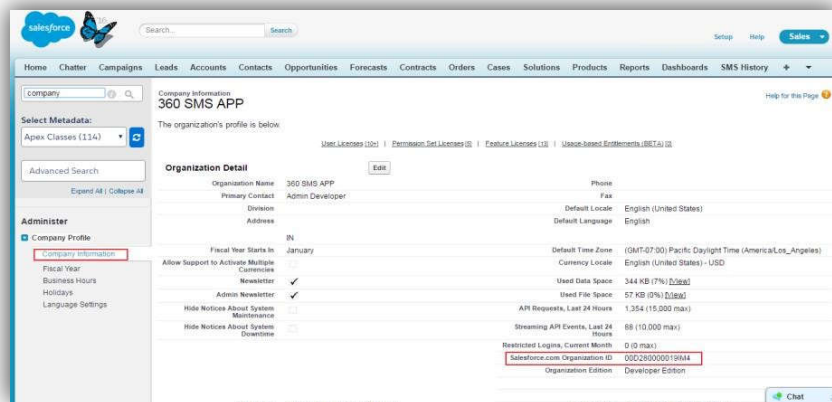 salesforce
16
Search...
Search
Setup Help Sales
Home Chatter Campaigns Leads Accounts Contacts Opportunities Forecasts Contracts Orders Cases Solutions Products Reports Dashboards SMS History +
company
Company Information
360 SMS APP
Help for this Page
The organization's profile is below.
Select Metadata:
Apex Classes (114)
User Licenses [10+] | Permission Set Licenses [5] | Feature Licenses [13] | Usage-based Entitlements (BETA) [3]
Advanced Search
Expand All | Collapse All
Organization Detail Edit
Organization Name 360 SMS APP Phone
Primary Contact Admin Developer Fax
Division Default Locale English (United States)
Address Default Language English
IN
Administer
Company Profile
Company Information
Fiscal Year
Business Hours
Holidays
Language Settings
Fiscal Year Starts In January Default Time Zone (GMT-07:00) Pacific Daylight Time (America/Los_Angeles)
Allow Support to Activate Multiple Currencies Currency Locale English (United States) - USD
Newsletter Used Data Space 344 KB (7%) [View]
Admin Newsletter Used File Space 57 KB (0%) [View]
Hide Notices About System Maintenance API Requests, Last 24 Hours 1,354 (15,000 max)
Hide Notices About System Downtime Streaming API Events, Last 24 Hours 68 (10,000 max)
Restricted Logins, Current Month 0 (0 max)
Salesforce.com Organization ID
Organization Edition Developer Edition
Chat